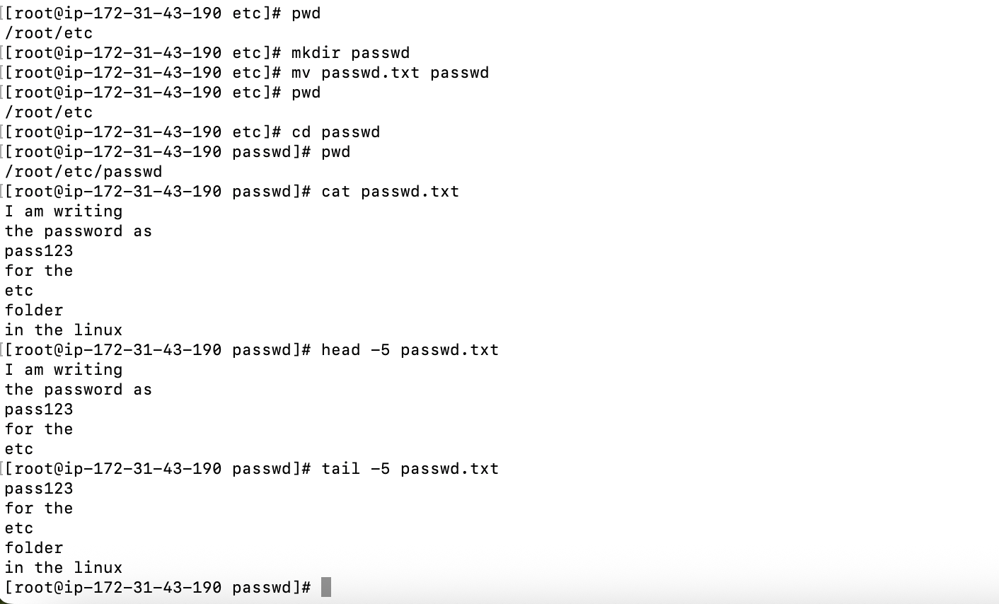 [[root@ip-172-31-43-190 etc]# pwd
/root/etc
[[root@ip-172-31-43-190 etc]# mkdir passwd
[[root@ip-172-31-43-190 etc]# mv passwd.txt passwd
[[root@ip-172-31-43-190 etc]# pwd
/root/etc
[[root@ip-172-31-43-190 etc]# cd passwd
[[root@ip-172-31-43-190 passwd]# pwd
/root/etc/passwd
[[root@ip-172-31-43-190 passwd]# cat passwd.txt
I am writing
the password as
pass123
for the
etc
folder
in the linux
[[root@ip-172-31-43-190 passwd]# head -5 passwd.txt
I am writing
the password as
pass123
for the
etc
[[root@ip-172-31-43-190 passwd]# tail -5 passwd.txt
pass123
for the
etc
folder
in the linux
[root@ip-172-31-43-190 passwd]#